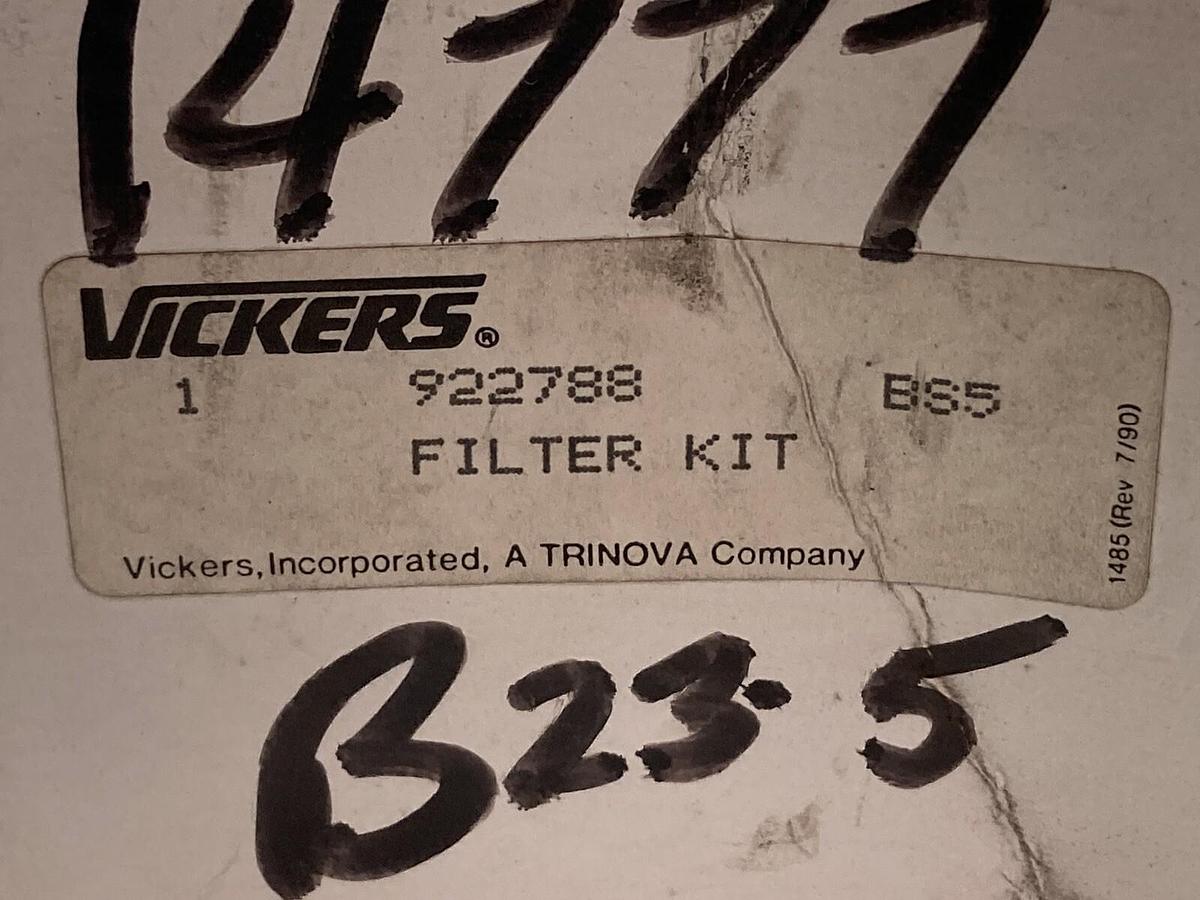 14777
VICKERS®
1 922788 BS5
FILTER KIT
Vickers, Incorporated, A TRINOVA Company
1485 (Rev 7/90)
B23·5